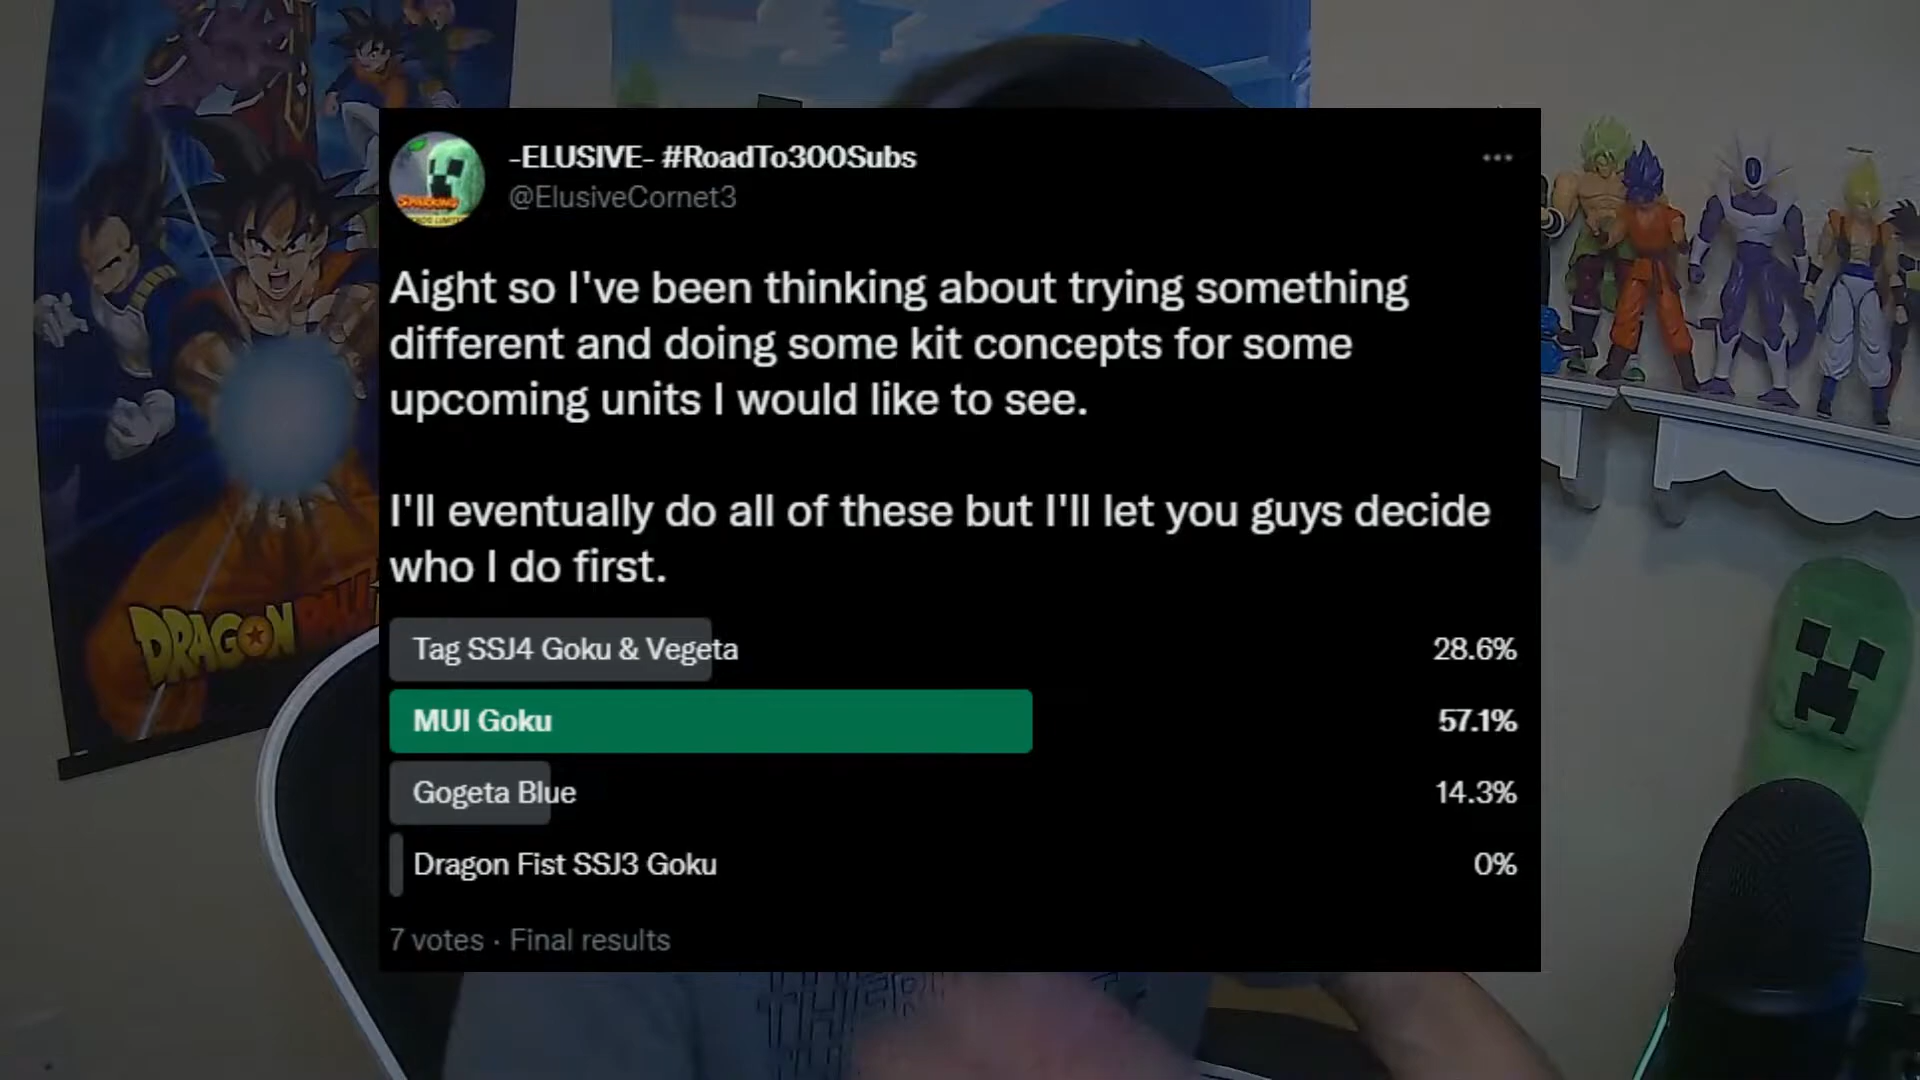 -ELUSIVE- #RoadTo300Subs
@ElusiveCornet3
Aight so I've been thinking about trying something
different and doing some kit concepts for some
upcoming units I would like to see.
I'll eventually do all of these but I'll let you guys decide
who I do first.
Tag SSJ4 Goku & Vegeta 28.6%
MUI Goku 57.1%
Gogeta Blue 14.3%
Dragon Fist SSJ3 Goku 0%
7 votes · Final results
DRAGON
SPARKING